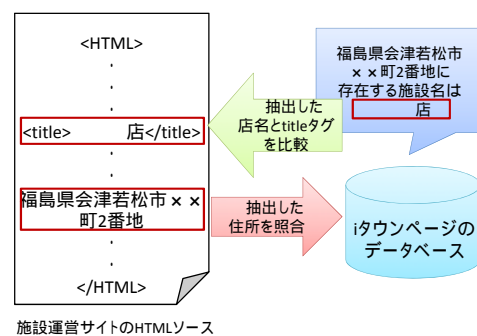 <HTML>
・
・
・
<title> 店</title>
・
・
福島県会津若松市××
町2番地
・
・
</HTML>
施設運営サイトのHTMLソース
抽出した
店名とtitleタグ
を比較
抽出した
住所を照合
福島県会津若松市
××町2番地に
存在する施設名は
店
iタウンページの
データベース